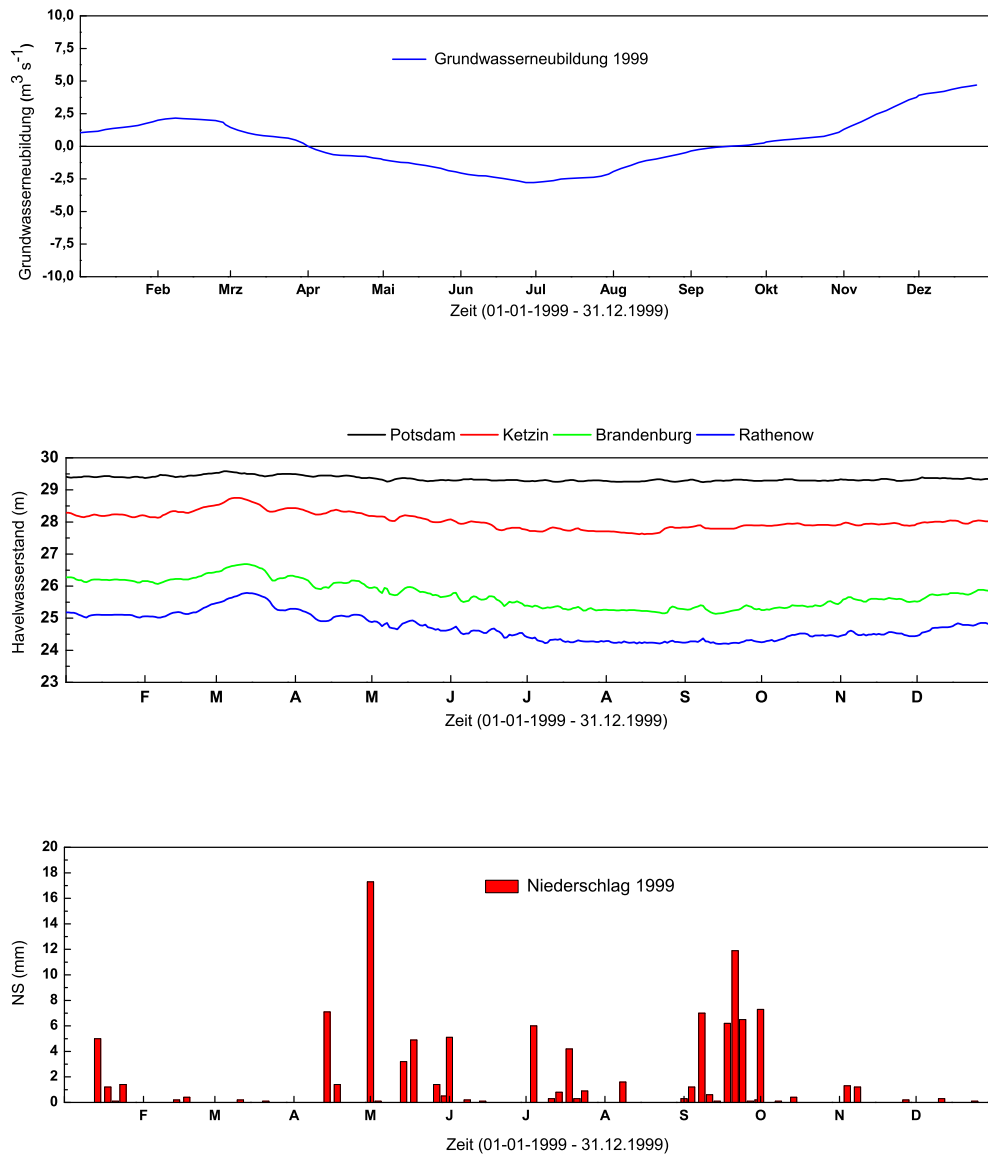 10,0
7,5
5,0
2,5
0,0
-2,5
-5,0
-7,5
-10,0
Grundwasserneubildung (m³ s⁻¹)
Grundwasserneubildung 1999
Feb Mrz Apr Mai Jun Jul Aug Sep Okt Nov Dez
Zeit (01-01-1999 - 31.12.1999)
Potsdam Ketzin Brandenburg Rathenow
30
29
28
27
26
25
24
23
Havelwasserstand (m)
F M A M J J A S O N D
Zeit (01-01-1999 - 31.12.1999)
20
18
16
14
12
10
8
6
4
2
0
NS (mm)
Niederschlag 1999
F M A M J J A S O N D
Zeit (01-01-1999 - 31.12.1999)